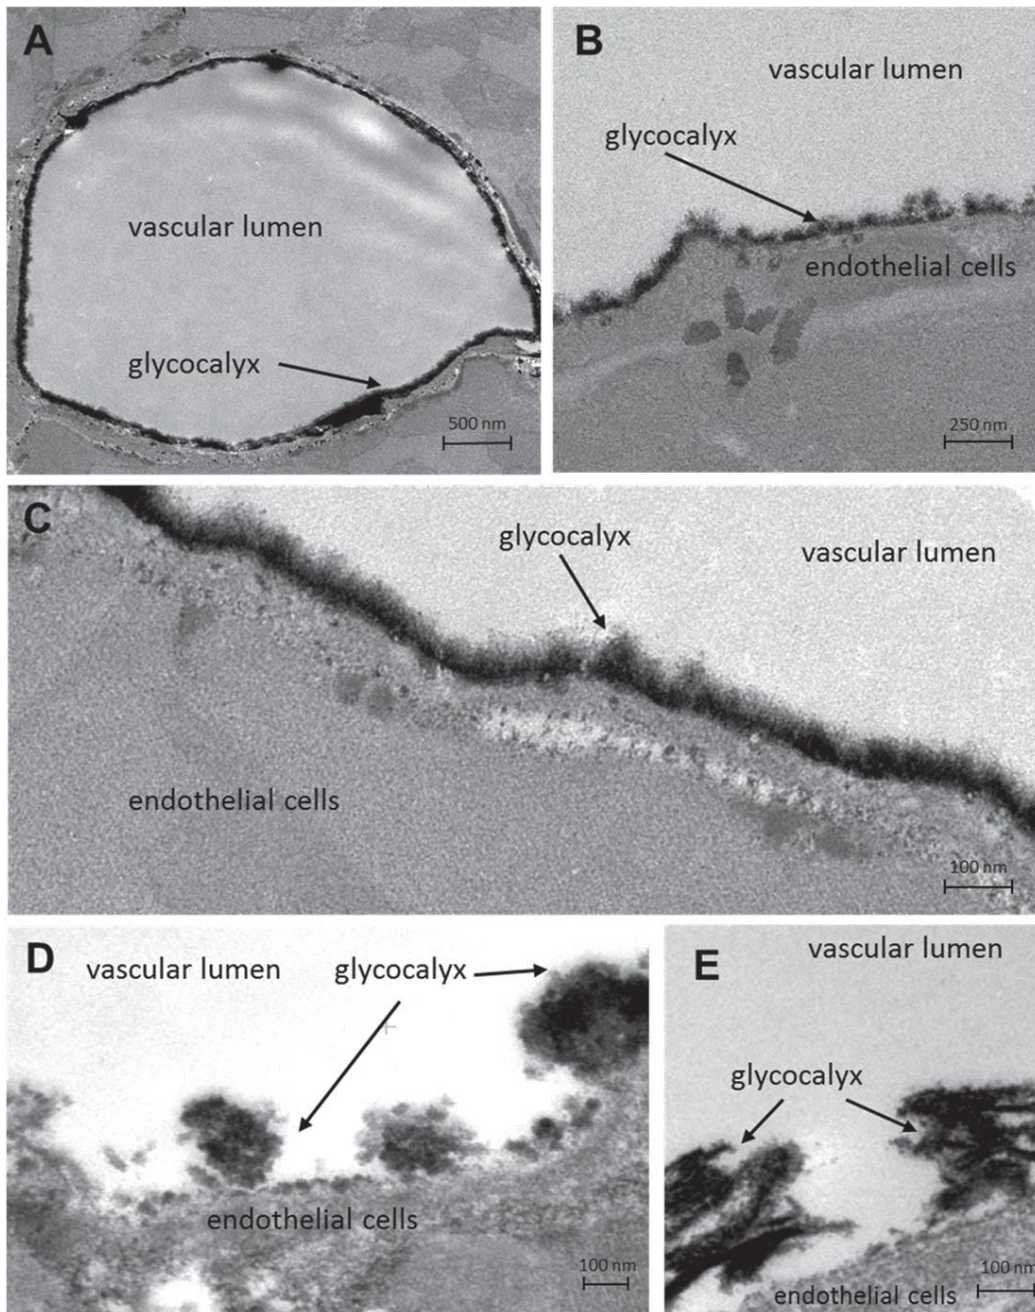 A
vascular lumen
glycocalyx
500 nm
B
vascular lumen
glycocalyx
endothelial cells
250 nm
C
glycocalyx
vascular lumen
endothelial cells
100 nm
D
vascular lumen
glycocalyx
endothelial cells
100 nm
E
vascular lumen
glycocalyx
100 nm
endothelial cells